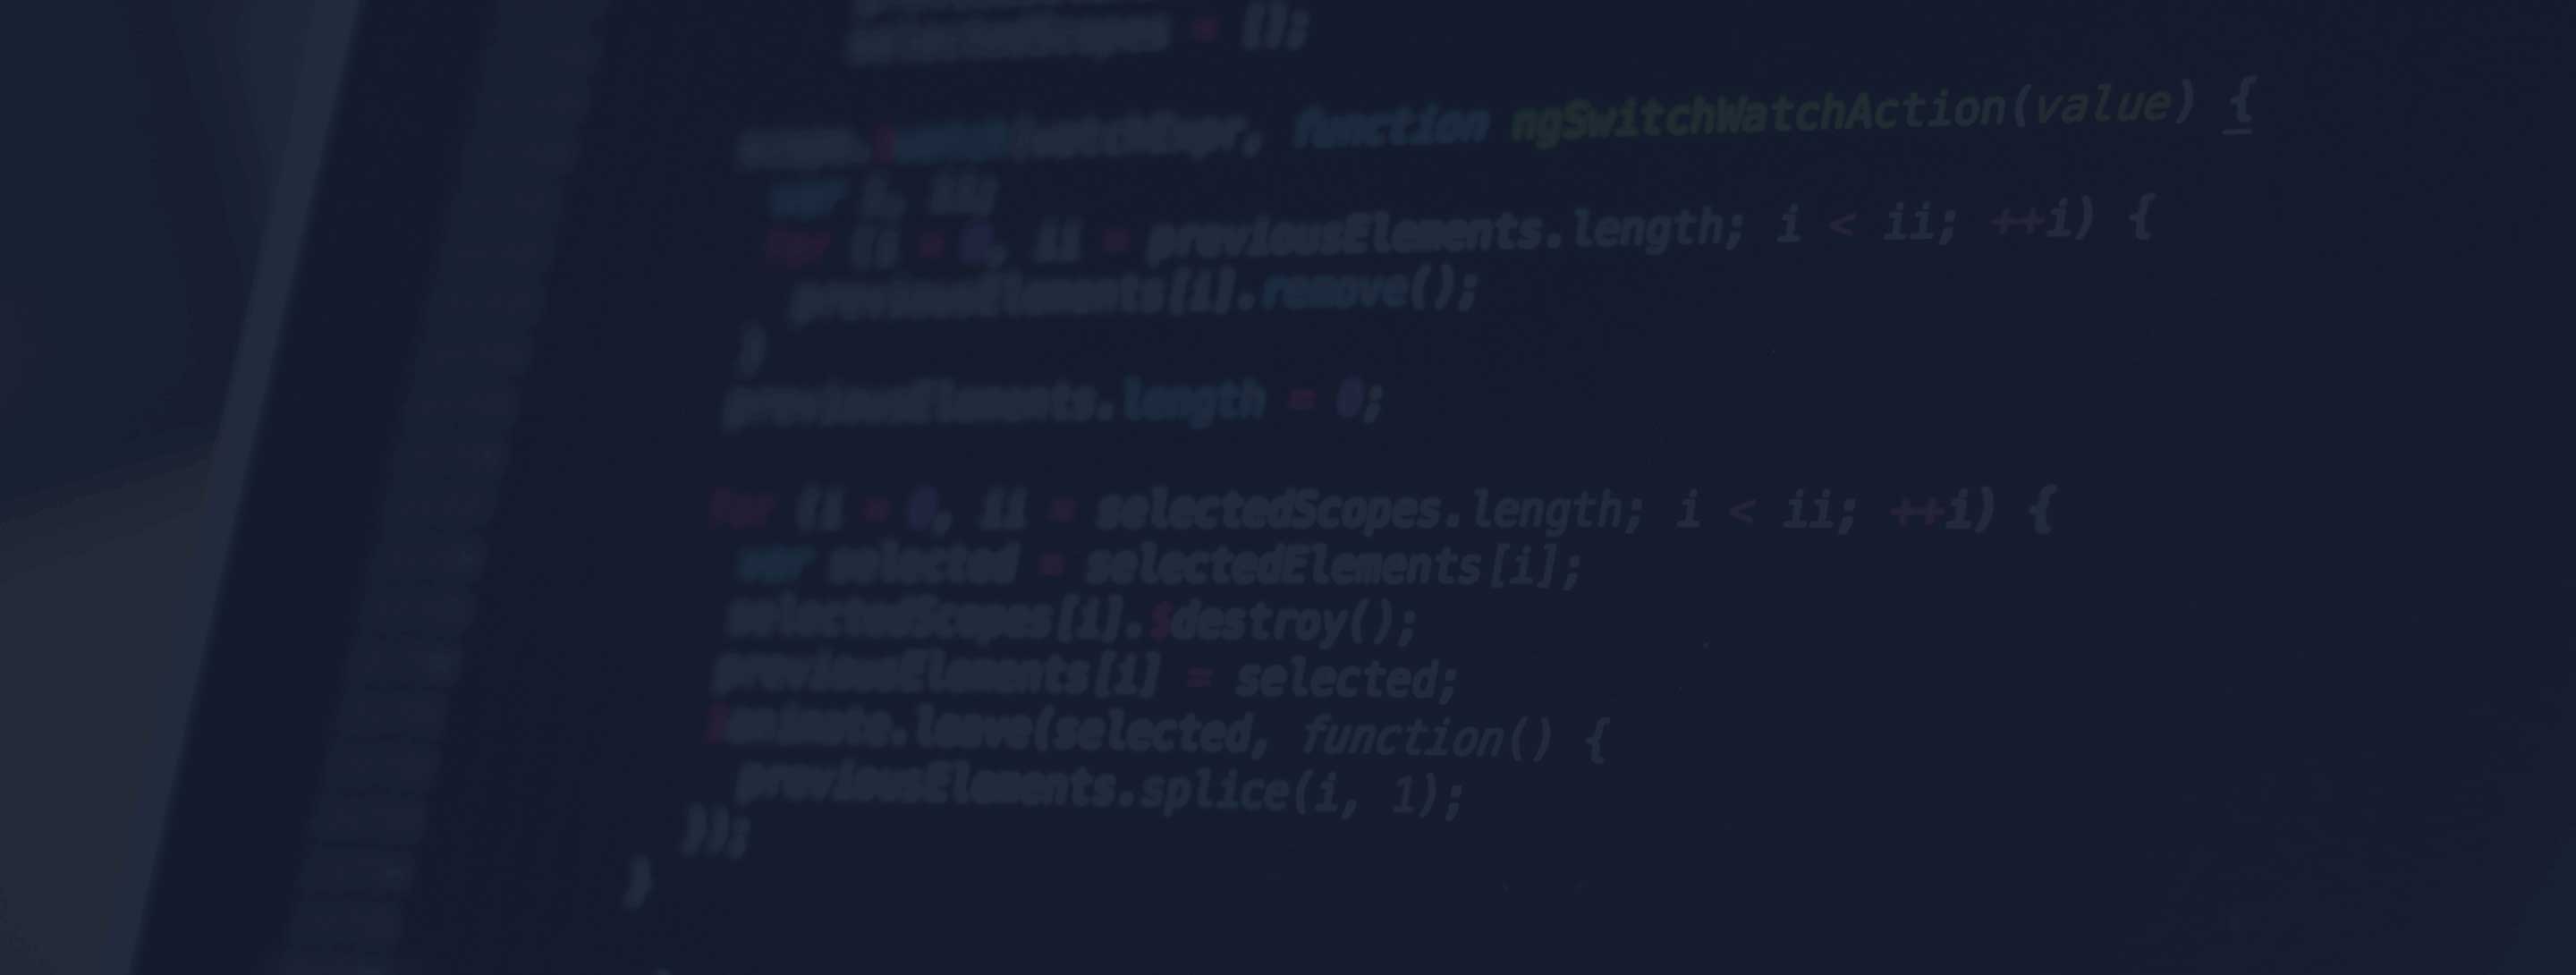 selectedScopes = [];
scope.$watch(watchExpr, function ngSwitchWatchAction(value) {
var i, ii;
for (i = 0, ii = previousElements.length; i < ii; ++i) {
previousElements[i].remove();
}
previousElements.length = 0;
for (i = 0, ii = selectedScopes.length; i < ii; ++i) {
var selected = selectedElements[i];
selectedScopes[i].$destroy();
previousElements[i] = selected;
$animate.leave(selected, function() {
previousElements.splice(i, 1);
});
}